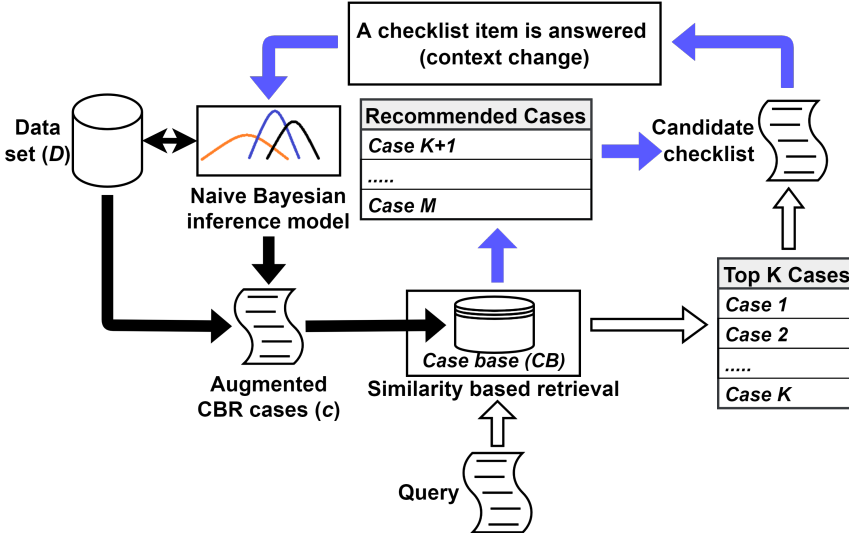 A checklist item is answered
(context change)
Data
set (D)
Naive Bayesian
inference model
Recommended Cases
Case K+1
.....
Case M
Candidate
checklist
Top K Cases
Case 1
Case 2
.....
Case K
Augmented
CBR cases (c)
Case base (CB)
Similarity based retrieval
Query